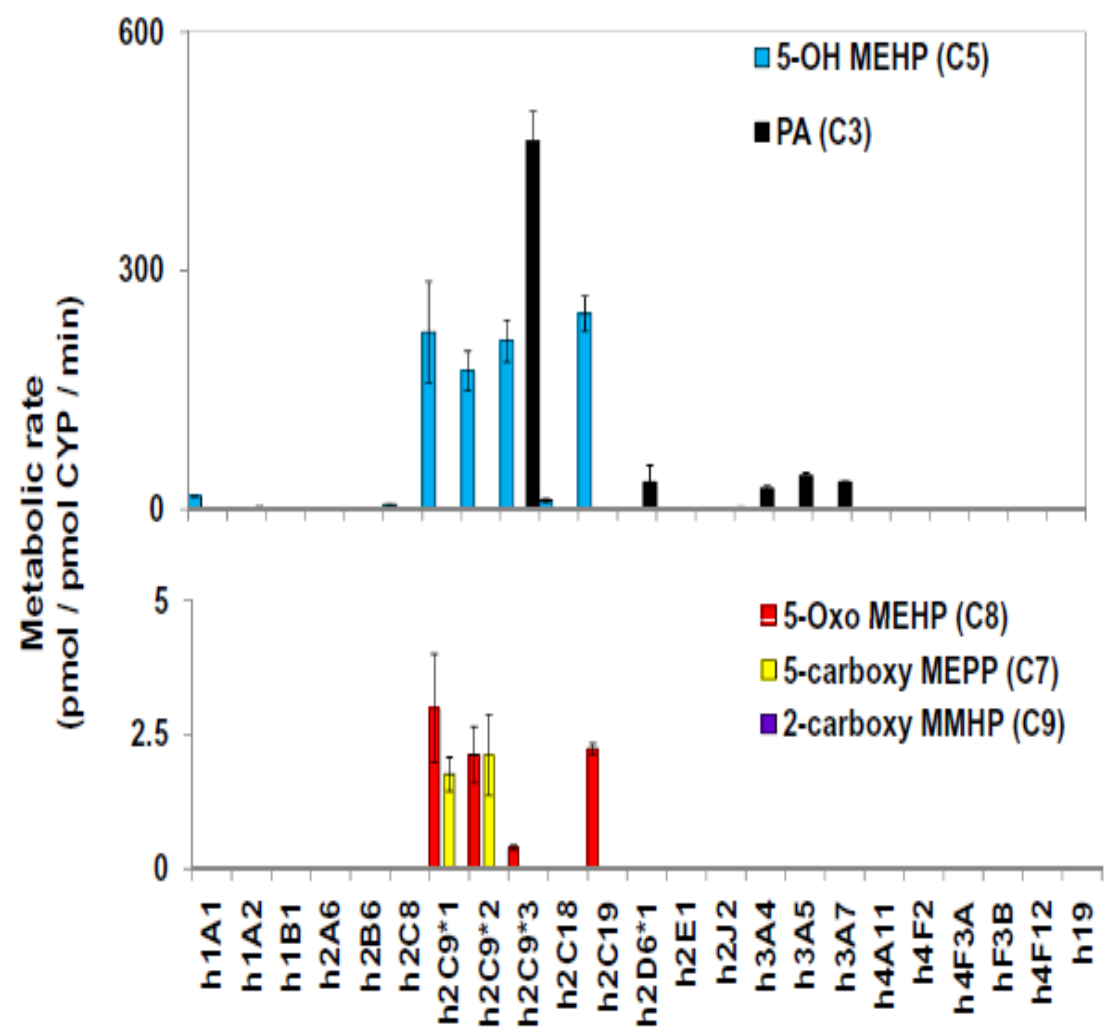 600
5-OH MEHP (C5)
PA (C3)
300
0
Metabolic rate
(pmol / pmol CYP / min)
5
5-Oxo MEHP (C8)
5-carboxy MEPP (C7)
2.5
2-carboxy MMHP (C9)
0
h1A1
h1A2
h1B1
h2A6
h2B6
h2C8
h2C9*1
h2C9*2
h2C9*3
h2C18
h2C19
h2D6*1
h2E1
h2J2
h3A4
h3A5
h3A7
h4A11
h4F2
h4F3A
hF3B
h4F12
h19